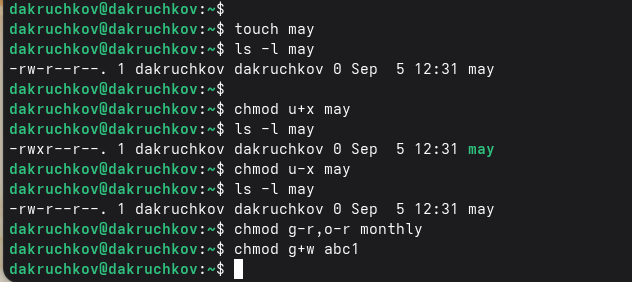 dakruchkov@dakruchkov:~$
dakruchkov@dakruchkov:~$ touch may
dakruchkov@dakruchkov:~$ ls -l may
-rw-r--r--. 1 dakruchkov dakruchkov 0 Sep  5 12:31 may
dakruchkov@dakruchkov:~$
dakruchkov@dakruchkov:~$ chmod u+x may
dakruchkov@dakruchkov:~$ ls -l may
-rwxr--r--. 1 dakruchkov dakruchkov 0 Sep  5 12:31 may
dakruchkov@dakruchkov:~$ chmod u-x may
dakruchkov@dakruchkov:~$ ls -l may
-rw-r--r--. 1 dakruchkov dakruchkov 0 Sep  5 12:31 may
dakruchkov@dakruchkov:~$ chmod g-r,o-r monthly
dakruchkov@dakruchkov:~$ chmod g+w abc1
dakruchkov@dakruchkov:~$